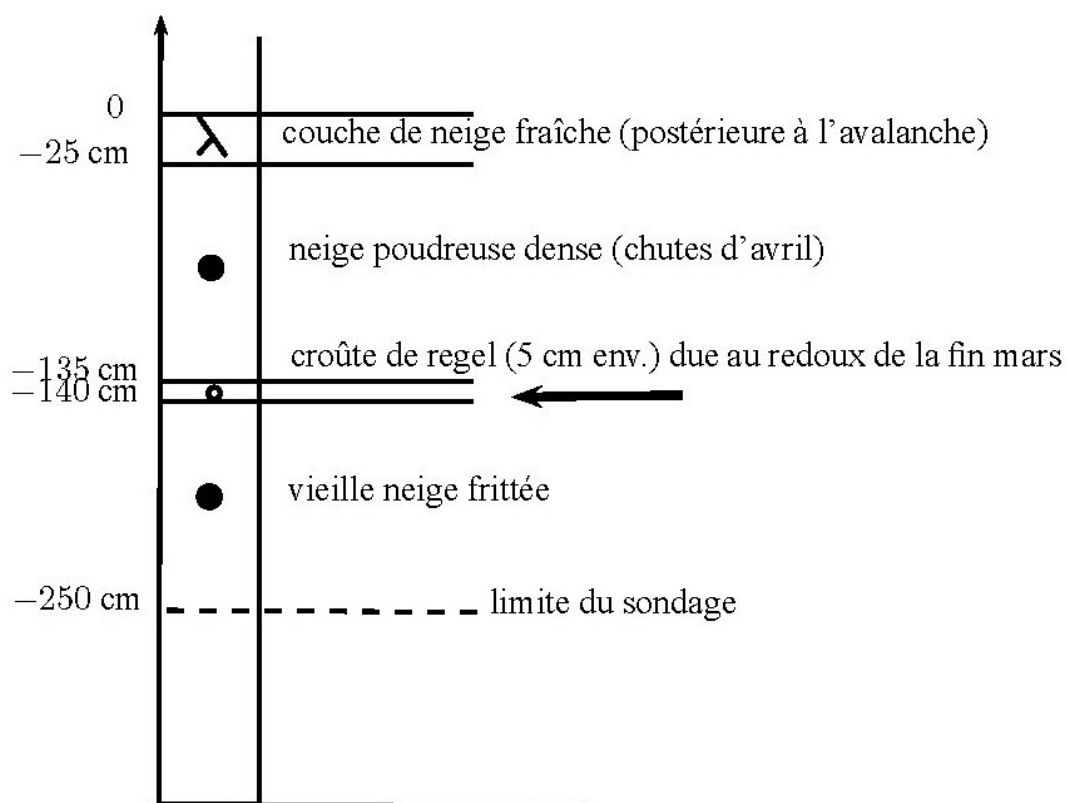 0
couche de neige fraîche (postérieure à l'avalanche)
−25 cm
neige poudreuse dense (chutes d'avril)
croûte de regel (5 cm env.) due au redoux de la fin mars
−135 cm
−140 cm
vieille neige frittée
−250 cm
limite du sondage